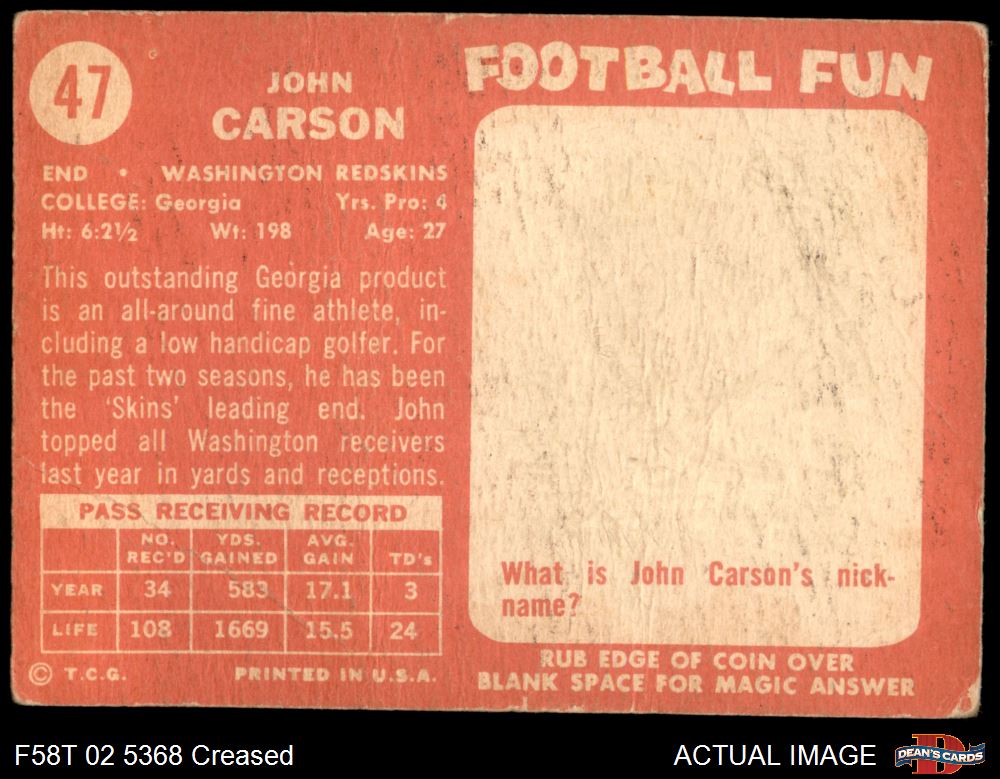 47
JOHN
CARSON
END • WASHINGTON REDSKINS
COLLEGE: Georgia Yrs. Pro: 4
Ht: 6:2½ Wt: 198 Age: 27
This outstanding Georgia product
is an all-around fine athlete, in-
cluding a low handicap golfer. For
the past two seasons, he has been
the 'Skins' leading end. John
topped all Washington receivers
last year in yards and receptions.
PASS RECEIVING RECORD
NO. REC'D YDS. GAINED AVG. GAIN TD's
YEAR 34 583 17.1 3
LIFE 108 1669 15.5 24
© T.C.G. PRINTED IN U.S.A.
FOOTBALL FUN
What is John Carson's nick-
name?
RUB EDGE OF COIN OVER
BLANK SPACE FOR MAGIC ANSWER
F58T 02 5368 Creased ACTUAL IMAGE
DEAN'S CARDS